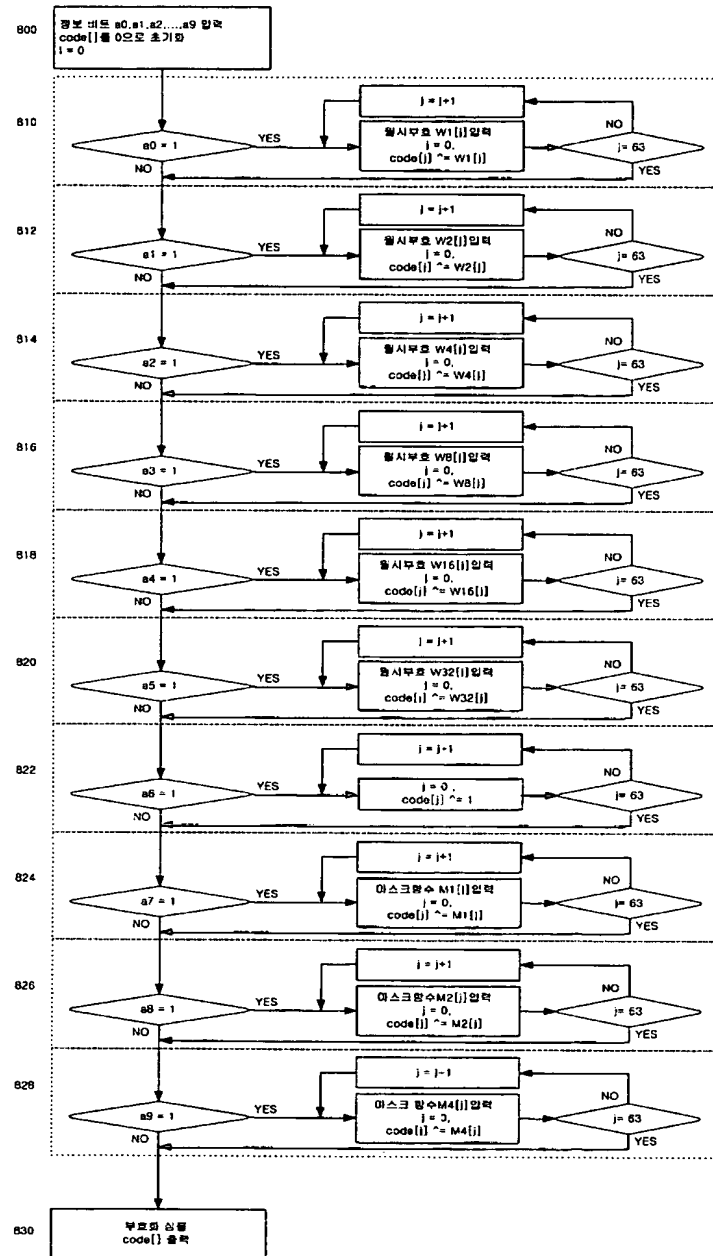 800
정보 비트 a0,a1,a2,...,a9 입력
code[]를 0으로 초기화
i = 0
810
j = j+1
NO
a0 = 1
YES
월시부호 W1[j]입력
j = 0,
code[j] ^= W1[j]
j= 63
NO
YES
812
j = j+1
NO
a1 = 1
YES
월시부호 W2[j]입력
j = 0,
code[j] ^= W2[j]
j= 63
NO
YES
814
j = j+1
NO
a2 = 1
YES
월시부호 W4[j]입력
j = 0,
code[j] ^= W4[j]
j= 63
NO
YES
816
j = j+1
NO
a3 = 1
YES
월시부호 W8[j]입력
j = 0,
code[j] ^= W8[j]
j= 63
NO
YES
818
j = j+1
NO
a4 = 1
YES
월시부호 W16[j]입력
j = 0,
code[j] ^= W16[j]
j= 63
NO
YES
820
j = j+1
NO
a5 = 1
YES
월시부호 W32[j]입력
j = 0,
code[j] ^= W32[j]
j= 63
NO
YES
822
j = j+1
NO
a6 = 1
YES
j = 0 ,
code[j] ^= 1
j= 63
NO
YES
824
j = j+1
NO
a7 = 1
YES
마스크함수 M1[j]입력
j = 0,
code[j] ^= M1[j]
j= 63
NO
YES
826
j = j+1
NO
a8 = 1
YES
마스크함수M2[j]입력
j = 0,
code[j] ^= M2[j]
j= 63
NO
YES
828
j = j+1
NO
a9 = 1
YES
마스크 함수M4[j]입력
j = 0,
code[j] ^= M4[j]
j= 63
NO
YES
830
부호화 심볼
code[] 출력